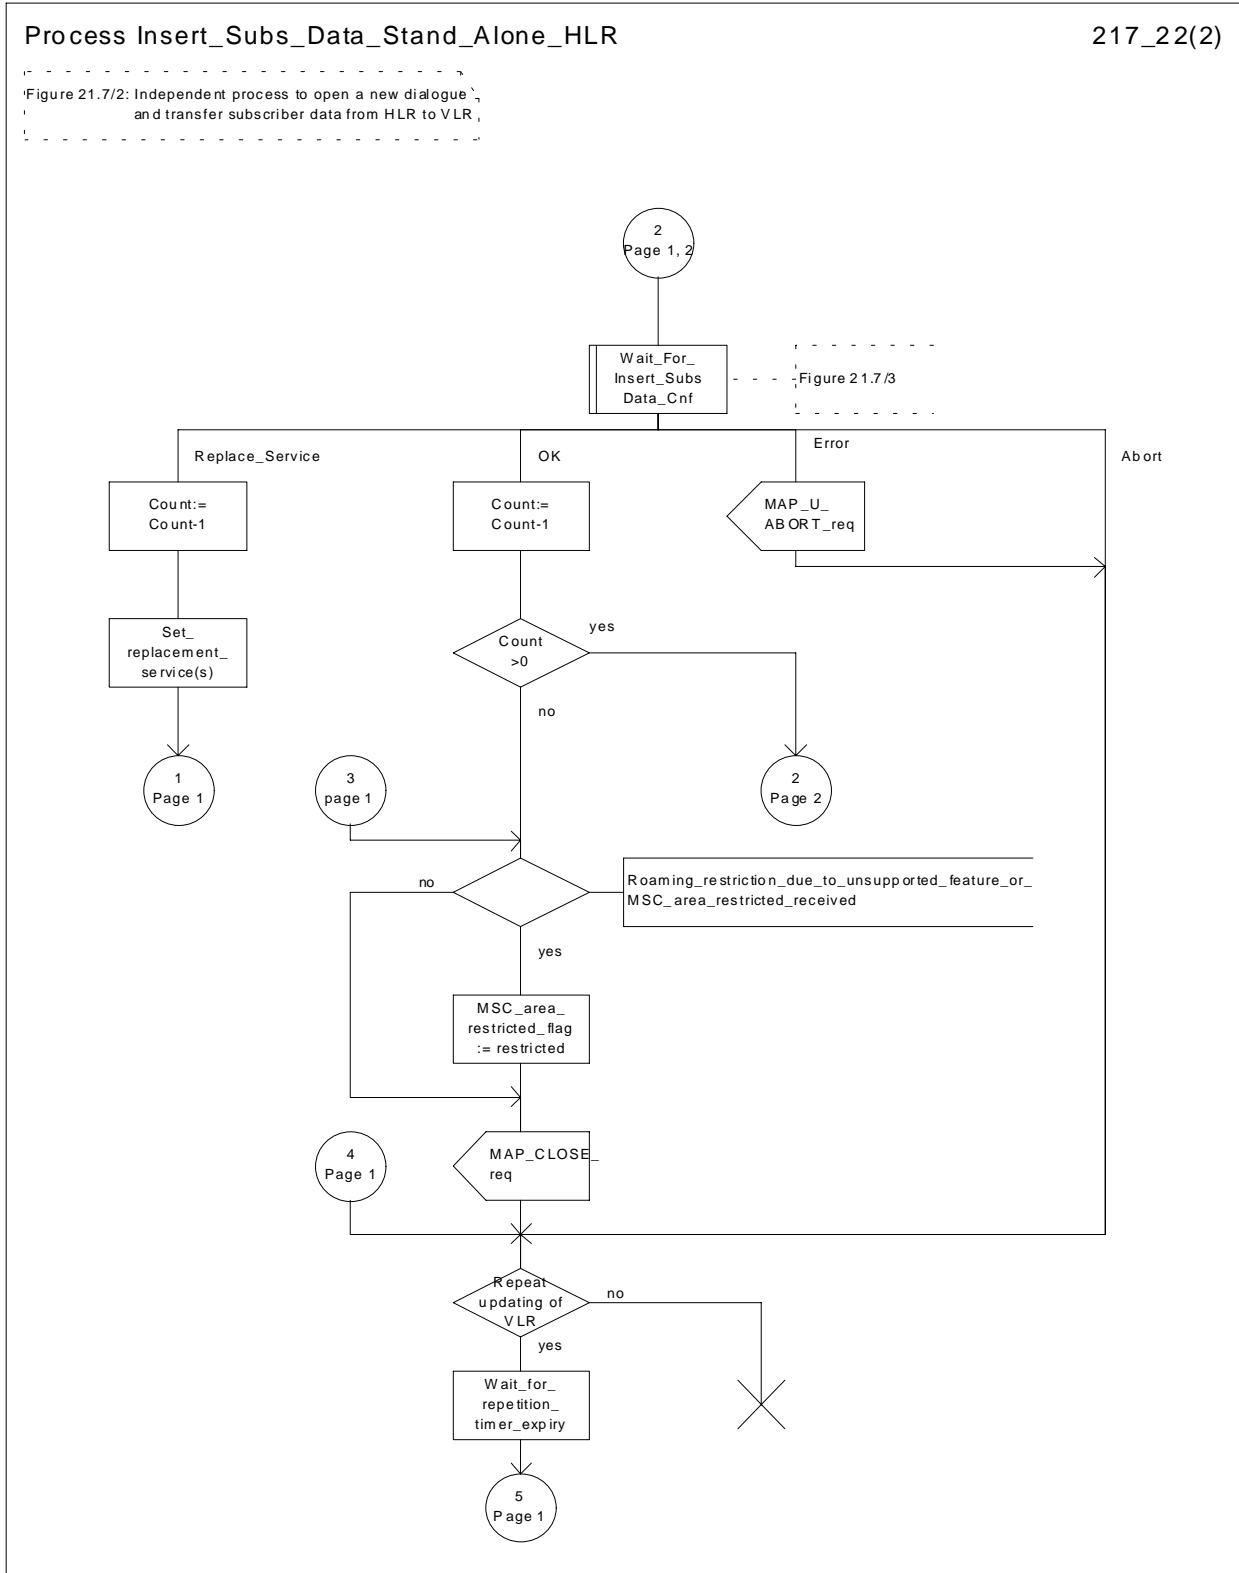 Process Insert_Subs_Data_Stand_Alone_HLR
217_22(2)
Figure 21.7/2: Independent process to open a new dialogue
and transfer subscriber data from HLR to VLR
2
Page 1, 2
Wait_For_
Insert_Subs
Data_Cnf
Figure 21.7/3
Replace_Service
OK
Error
Abort
Count:=
Count-1
Count:=
Count-1
MAP_U_
ABORT_req
Set_
replacement_
service(s)
Count
>0
yes
no
1
Page 1
3
page 1
2
Page 2
no
Roaming_restriction_due_to_unsupported_feature_or_
MSC_area_restricted_received
yes
MSC_area_
restricted_flag
:= restricted
4
Page 1
MAP_CLOSE_
req
Repeat
updating of
VLR
no
yes
Wait_for_
repetition_
timer_expiry
5
Page 1